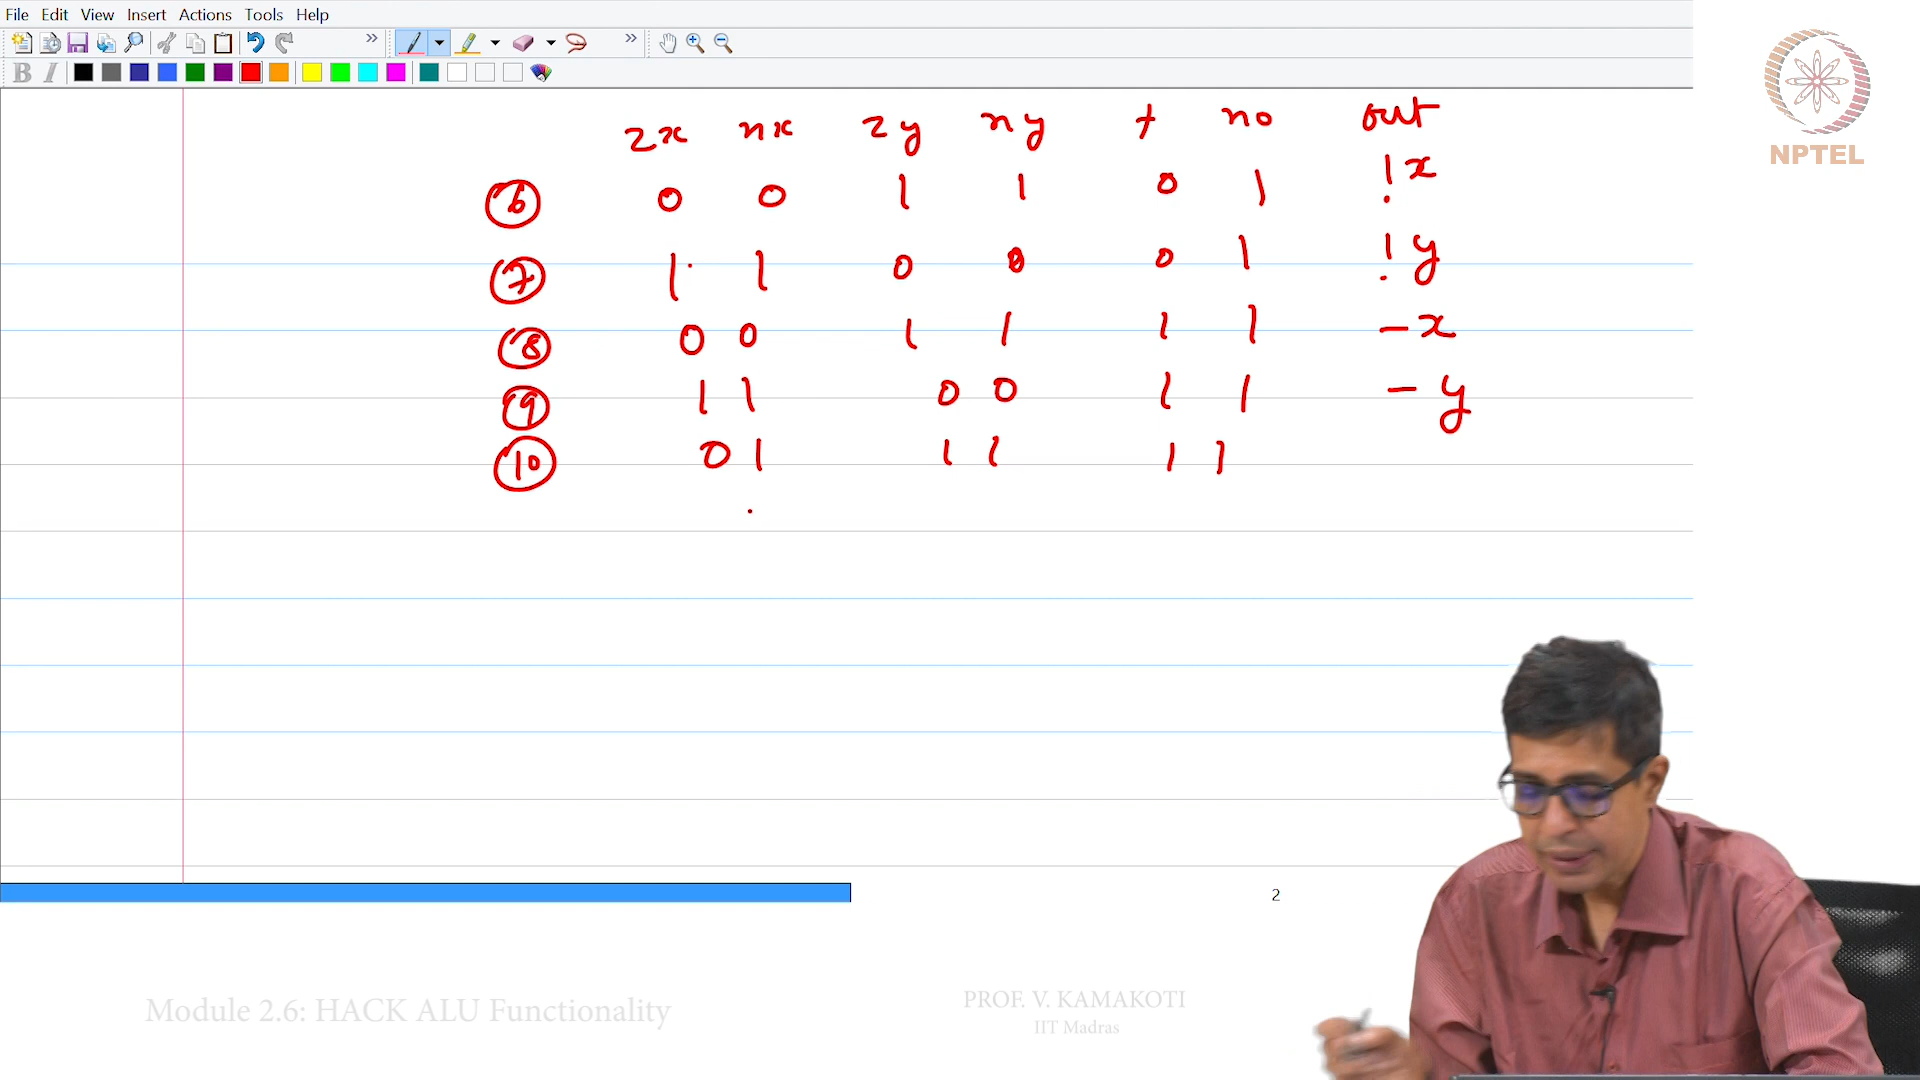 File Edit View Insert Actions Tools Help
B I
NPTEL
zx nx zy ny f no out
6 0 0 1 1 0 1 !x
7 1 1 0 0 0 1 !y
8 0 0 1 1 1 1 -x
9 1 1 0 0 1 1 -y
10 0 1 1 1 1 1
2
Module 2.6: HACK ALU Functionality
PROF. V. KAMAKOTI
IIT Madras